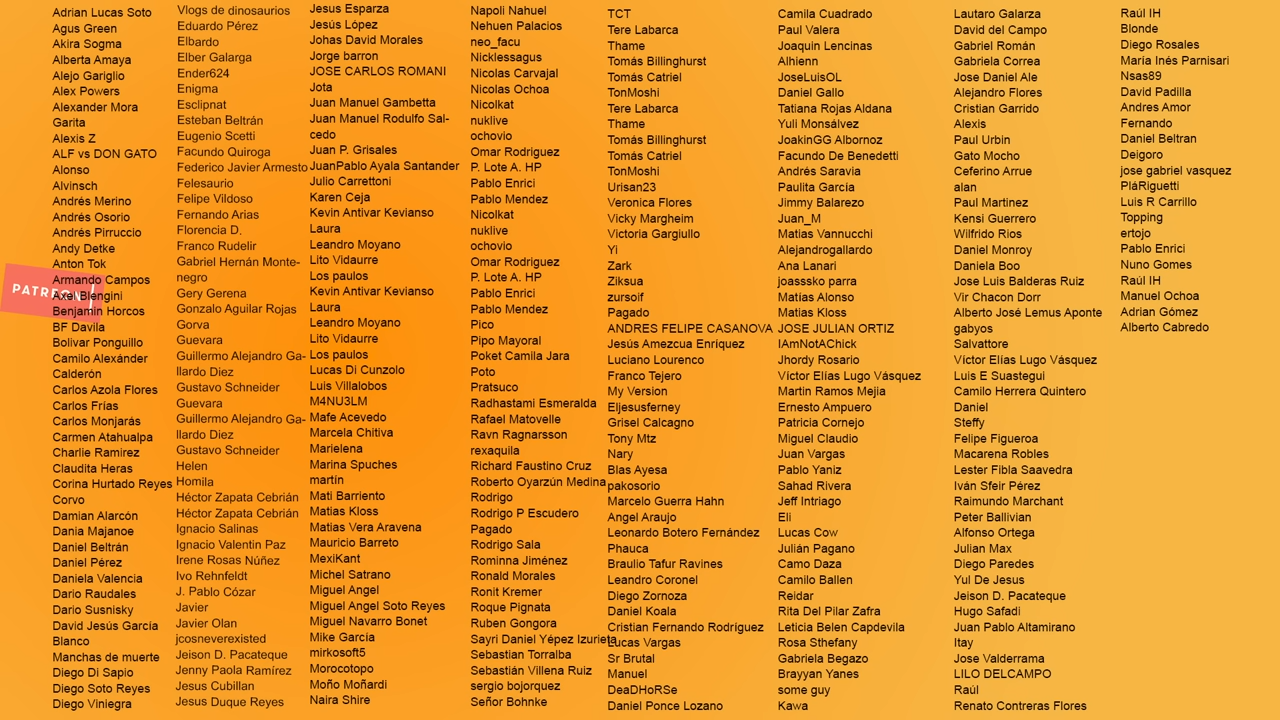 Adrian Lucas Soto
Agus Green
Akira Sogma
Alberta Amaya
Alejo Gariglio
Alex Powers
Alexander Mora
Garita
Alexis Z
ALF vs DON GATO
Alonso
Alvinsch
Andrés Merino
Andrés Osorio
Andrés Pirruccio
Andy Detke
Anton Tok
Armando Campos
Axel Blengini
Benjamin Horcos
BF Davila
Bolivar Ponguillo
Camilo Alexánder
Calderón
Carlos Azola Flores
Carlos Frías
Carlos Monjarás
Carmen Atahualpa
Charlie Ramirez
Claudita Heras
Corina Hurtado Reyes
Corvo
Damian Alarcón
Dania Majanoe
Daniel Beltrán
Daniel Pérez
Daniela Valencia
Dario Raudales
Dario Susnisky
David Jesús García
Blanco
Manchas de muerte
Diego Di Sapio
Diego Soto Reyes
Diego Viniegra
PATREON
Vlogs de dinosaurios
Eduardo Pérez
Elbardo
Elber Galarga
Ender624
Enigma
Esclipnat
Esteban Beltrán
Eugenio Scetti
Facundo Quiroga
Federico Javier Armesto
Felesaurio
Felipe Vildoso
Fernando Arias
Florencia D.
Franco Rudelir
Gabriel Hernán Monte-
negro
Gery Gerena
Gonzalo Aguilar Rojas
Gorva
Guevara
Guillermo Alejandro Ga-
llardo Diez
Gustavo Schneider
Guevara
Guillermo Alejandro Ga-
llardo Diez
Gustavo Schneider
Helen
Homila
Héctor Zapata Cebrián
Héctor Zapata Cebrián
Ignacio Salinas
Ignacio Valentin Paz
Irene Rosas Núñez
Ivo Rehnfeldt
J. Pablo Cózar
Javier
Javier Olan
jcosneverexisted
Jeison D. Pacateque
Jenny Paola Ramírez
Jesus Cubillan
Jesus Duque Reyes
Jesus Esparza
Jesús López
Johas David Morales
Jorge barron
JOSE CARLOS ROMANI
Jota
Juan Manuel Gambetta
Juan Manuel Rodulfo Sal-
cedo
Juan P. Grisales
JuanPablo Ayala Santander
Julio Carrettoni
Karen Ceja
Kevin Antivar Kevianso
Laura
Leandro Moyano
Lito Vidaurre
Los paulos
Kevin Antivar Kevianso
Laura
Leandro Moyano
Lito Vidaurre
Los paulos
Lucas Di Cunzolo
Luis Villalobos
M4NU3LM
Mafe Acevedo
Marcela Chitiva
Marielena
Marina Spuches
martín
Mati Barriento
Matias Kloss
Matias Vera Aravena
Mauricio Bareto
MexiKant
Michel Satrano
Miguel Angel
Miguel Angel Soto Reyes
Miguel Navarro Bonet
Mike García
mirkosoft5
Morocotopo
Moño Moñardi
Naira Shire
Napoli Nahuel
Nehuen Palacios
neo_facu
Nicklessagus
Nicolas Carvajal
Nicolas Ochoa
Nicolkat
nuklive
ochovio
Omar Rodriguez
P. Lote A. HP
Pablo Enrici
Pablo Mendez
Nicolkat
nuklive
ochovio
Omar Rodriguez
P. Lote A. HP
Pablo Enrici
Pablo Mendez
Pico
Pipo Mayoral
Poket Camila Jara
Poto
Pratsuco
Radhastami Esmeralda
Rafael Matovelle
Ravn Ragnarsson
rexaquila
Richard Faustino Cruz
Roberto Oyarzún Medina
Rodrigo
Rodrigo P Escudero
Pagado
Rodrigo Sala
Rominna Jiménez
Ronald Morales
Ronit Kremer
Roque Pignata
Ruben Gongora
Sayri Daniel Yépez Izurieta
Sebastian Torralba
Sebastián Villena Ruiz
sergio bojorquez
Señor Bohnke
TCT
Tere Labarca
Thame
Tomás Billinghurst
Tomás Catriel
TonMoshi
Tere Labarca
Thame
Tomás Billinghurst
Tomás Catriel
TonMoshi
Urisan23
Veronica Flores
Vicky Margheim
Victoria Gargiullo
Yi
Zark
Ziksua
zursoif
Pagado
ANDRES FELIPE CASANOVA
Jesús Amezcua Enríquez
Luciano Lourenco
Franco Tejero
My Version
Eljesusferney
Grisel Calcagno
Tony Mtz
Nary
Blas Ayesa
pakosorio
Marcelo Guerra Hahn
Angel Araujo
Leonardo Botero Fernández
Phauca
Braulio Tafur Ravines
Leandro Coronel
Diego Zornoza
Daniel Koala
Cristian Fernando Rodríguez
Lucas Vargas
Sr Brutal
Manuel
DeaDHoRSe
Daniel Ponce Lozano
Camila Cuadrado
Paul Valera
Joaquin Lencinas
Alhienn
JoseLuisOL
Daniel Gallo
Tatiana Rojas Aldana
Yuli Monsálvez
JoakinGG Albornoz
Facundo De Benedetti
Andrés Saravia
Paulita García
Jimmy Balarezo
Juan_M
Matias Vannucchi
Alejandrogallardo
Ana Lanari
joasssko parra
Matias Alonso
Matias Kloss
JOSE JULIAN ORTIZ
IAmNotAChick
Jhordy Rosario
Víctor Elías Lugo Vásquez
Martin Ramos Mejia
Ernesto Ampuero
Patricia Cornejo
Miguel Claudio
Juan Vargas
Pablo Yaniz
Sahad Rivera
Jeff Intriago
Eli
Lucas Cow
Julián Pagano
Camo Daza
Camilo Ballen
Reidar
Rita Del Pilar Zafra
Leticia Belen Capdevila
Rosa Sthefany
Gabriela Begazo
Brayyan Yanes
some guy
Kawa
Lautaro Galarza
David del Campo
Gabriel Román
Gabriela Correa
Jose Daniel Ale
Alejandro Flores
Cristian Garrido
Alexis
Paul Urbin
Gato Mocho
Ceferino Arrue
alan
Paul Martinez
Kensi Guerrero
Wilfrido Rios
Daniel Monroy
Daniela Boo
Jose Luis Balderas Ruiz
Vir Chacon Dorr
Alberto José Lemus Aponte
gabyos
Salvattore
Víctor Elías Lugo Vásquez
Luis E Suastegui
Camilo Herrera Quintero
Daniel
Steffy
Felipe Figueroa
Macarena Robles
Lester Fibla Saavedra
Iván Sfeir Pérez
Raimundo Marchant
Peter Ballivian
Alfonso Ortega
Julian Max
Diego Paredes
Yul De Jesus
Jeison D. Pacateque
Hugo Safadi
Juan Pablo Altamirano
Itay
Jose Valderrama
LILO DELCAMPO
Raúl
Renato Contreras Flores
Raúl IH
Blonde
Diego Rosales
María Inés Parnisari
Nsas89
David Padilla
Andres Amor
Fernando
Daniel Beltran
Deigoro
jose gabriel vasquez
PláRiguetti
Luis R Carrillo
Topping
ertojo
Pablo Enrici
Nuno Gomes
Raúl IH
Manuel Ochoa
Adrian Gómez
Alberto Cabredo